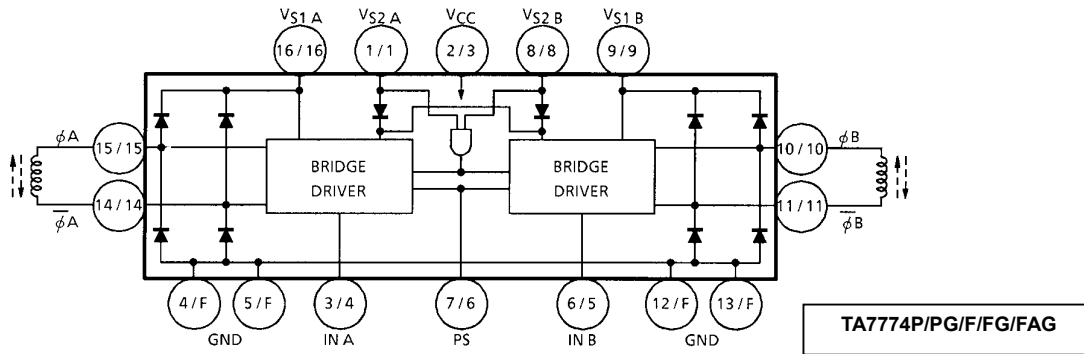 VS1 A VS2 A VCC VS2 B VS1 B
16 / 16 1 / 1 2 / 3 8 / 8 9 / 9
ϕA 15 / 15 10 / 10 ϕB
BRIDGE DRIVER
BRIDGE DRIVER
ϕ̅A 14 / 14 11 / 11 ϕ̅B
4 / F 5 / F 3 / 4 7 / 6 6 / 5 12 / F 13 / F
GND IN A PS IN B GND
TA7774P/PG/F/FG/FAG